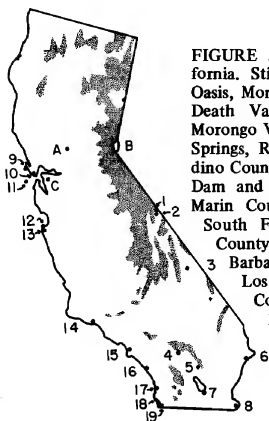 FIGURE
fornia. Sti
Oasis, Mor
Death Va
Morongo V
Springs, R
dino Coun
Dam and
Marin Cou
South F
County
Barba
Los
Co
A
B
9
10
11
C
1
2
12
13
3
14
15
4
6
16
5
17
7
18
8
19